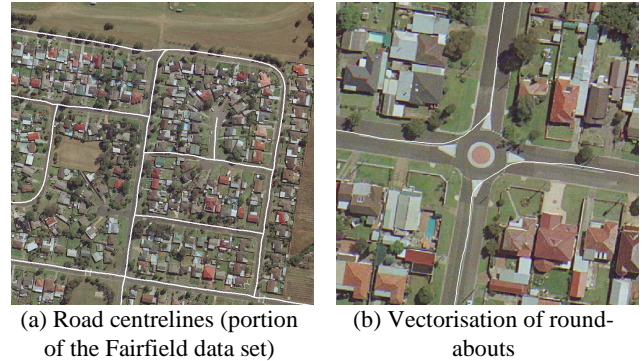 (a) Road centrelines (portion
of the Fairfield data set)
(b) Vectorisation of round-
abouts